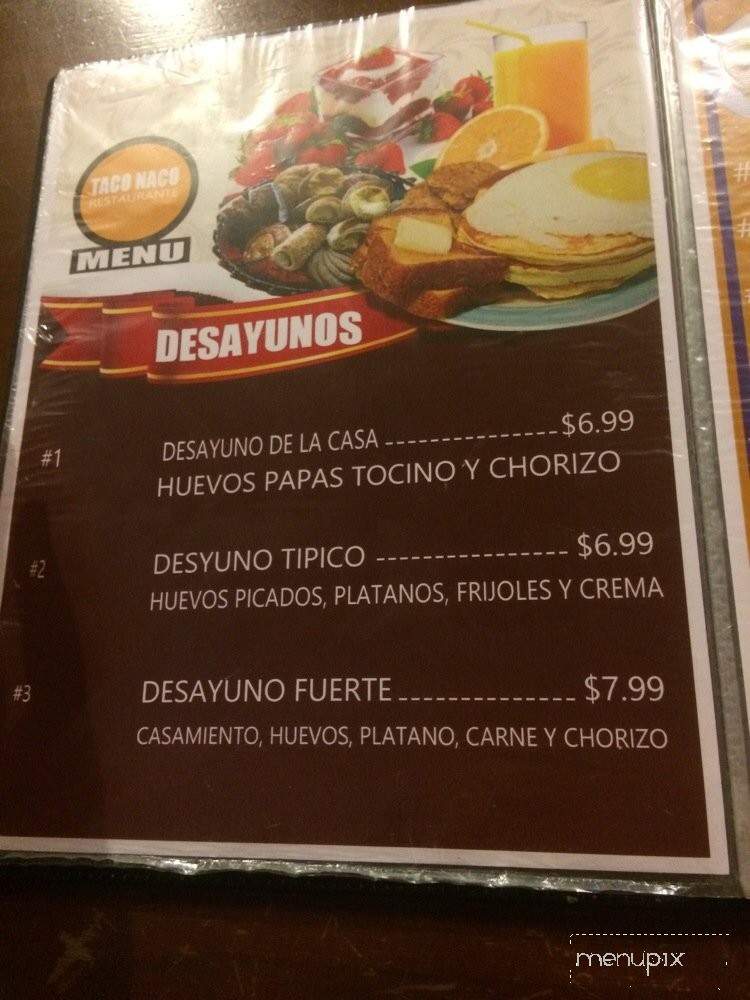 TACO NACO
RESTAURANTE
MENU
DESAYUNOS
#1 DESAYUNO DE LA CASA _ _ _ _ _ _ _ _ _ _ _ _ _ _ _ $6.99
HUEVOS PAPAS TOCINO Y CHORIZO
#2 DESYUNO TIPICO ----------------- $6.99
HUEVOS PICADOS, PLATANOS, FRIJOLES Y CREMA
#3 DESAYUNO FUERTE _ _ _ _ _ _ _ _ _ _ _ _ _ _ $7.99
CASAMIENTO, HUEVOS, PLATANO, CARNE Y CHORIZO
#
#
menupix